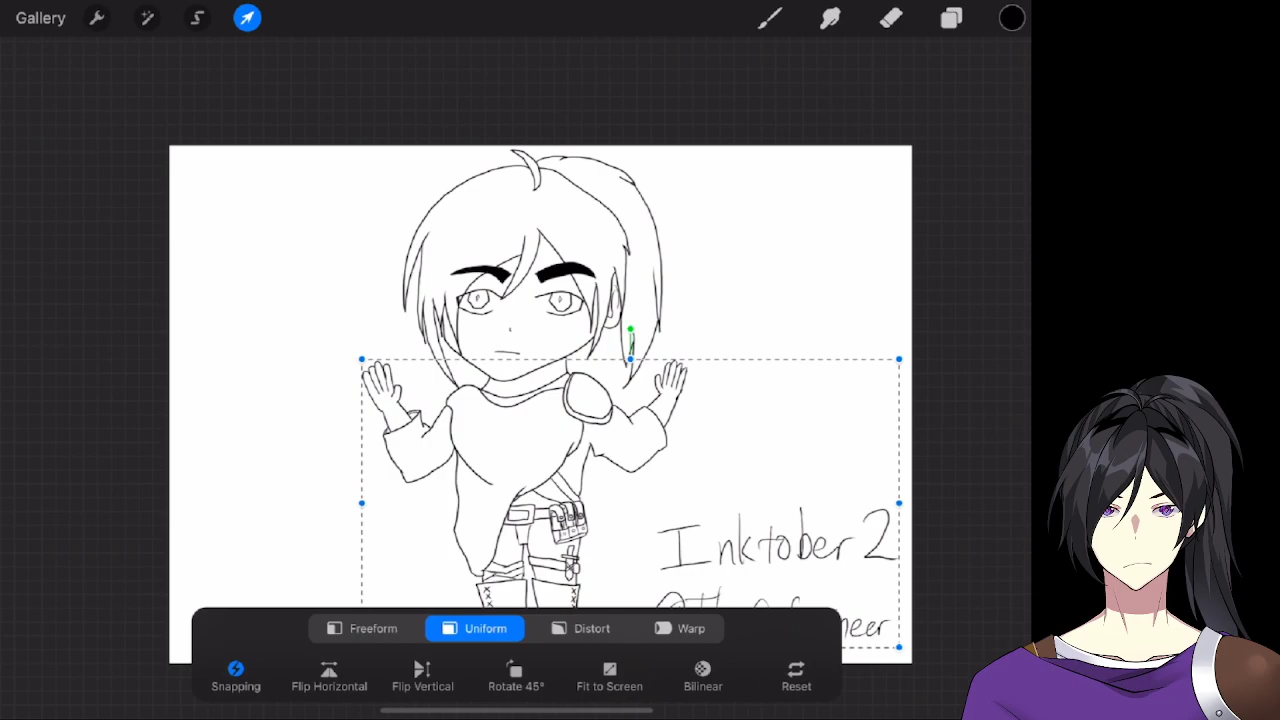 Gallery
Inktober 2
Freeform Uniform Distort Warp
Snapping Flip Horizontal Flip Vertical Rotate 45° Fit to Screen Bilinear Reset